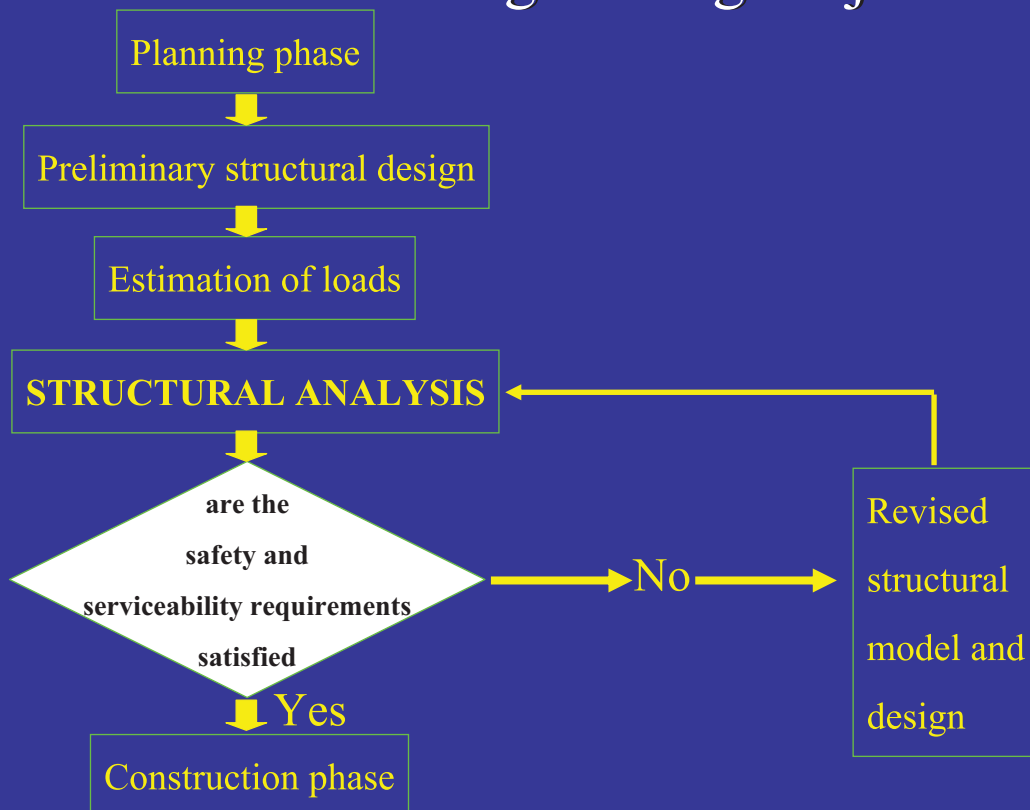 Planning phase
Preliminary structural design
Estimation of loads
STRUCTURAL ANALYSIS
are the
safety and
serviceability requirements
satisfied
No
Revised
structural
model and
design
Yes
Construction phase